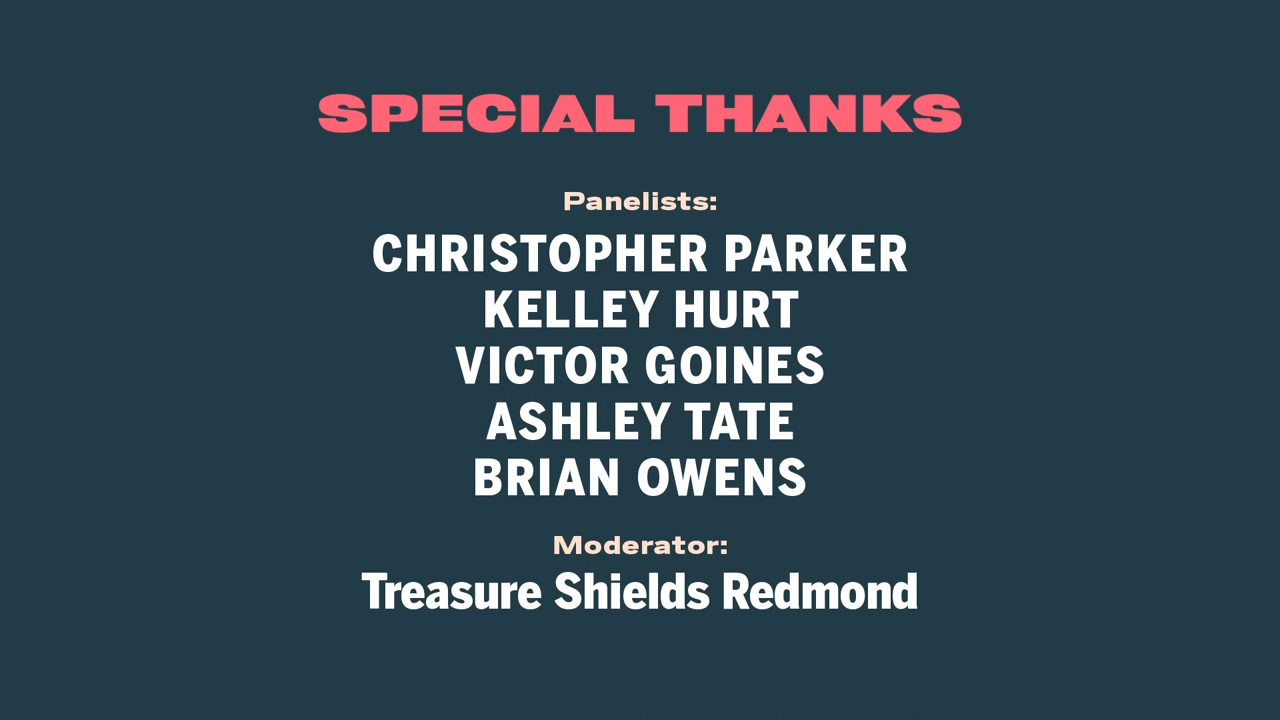 SPECIAL THANKS
Panelists:
CHRISTOPHER PARKER
KELLEY HURT
VICTOR GOINES
ASHLEY TATE
BRIAN OWENS
Moderator:
Treasure Shields Redmond